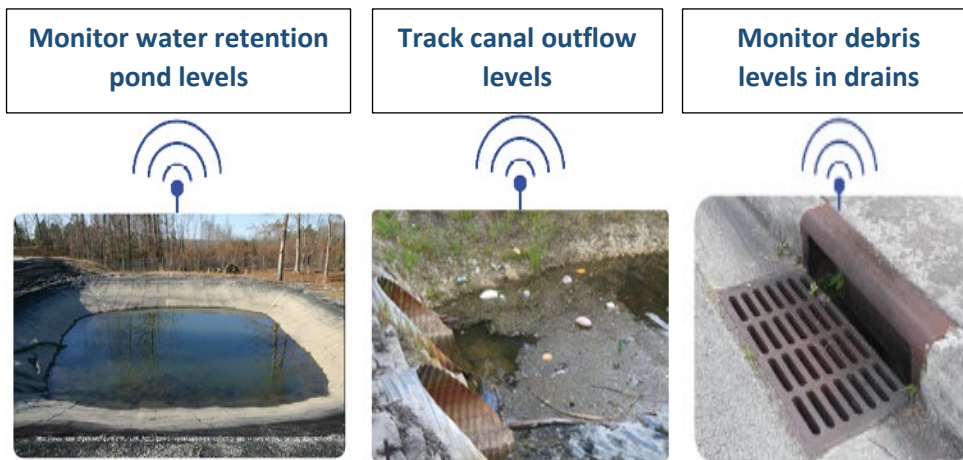 Monitor water retention
pond levels
Track canal outflow
levels
Monitor debris
levels in drains